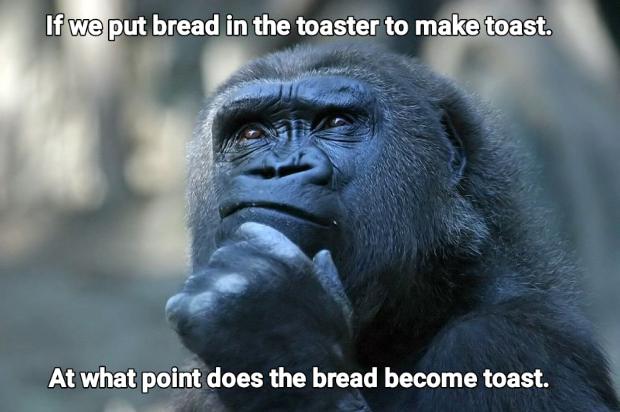 If we put bread in the toaster to make toast.
At what point does the bread become toast.